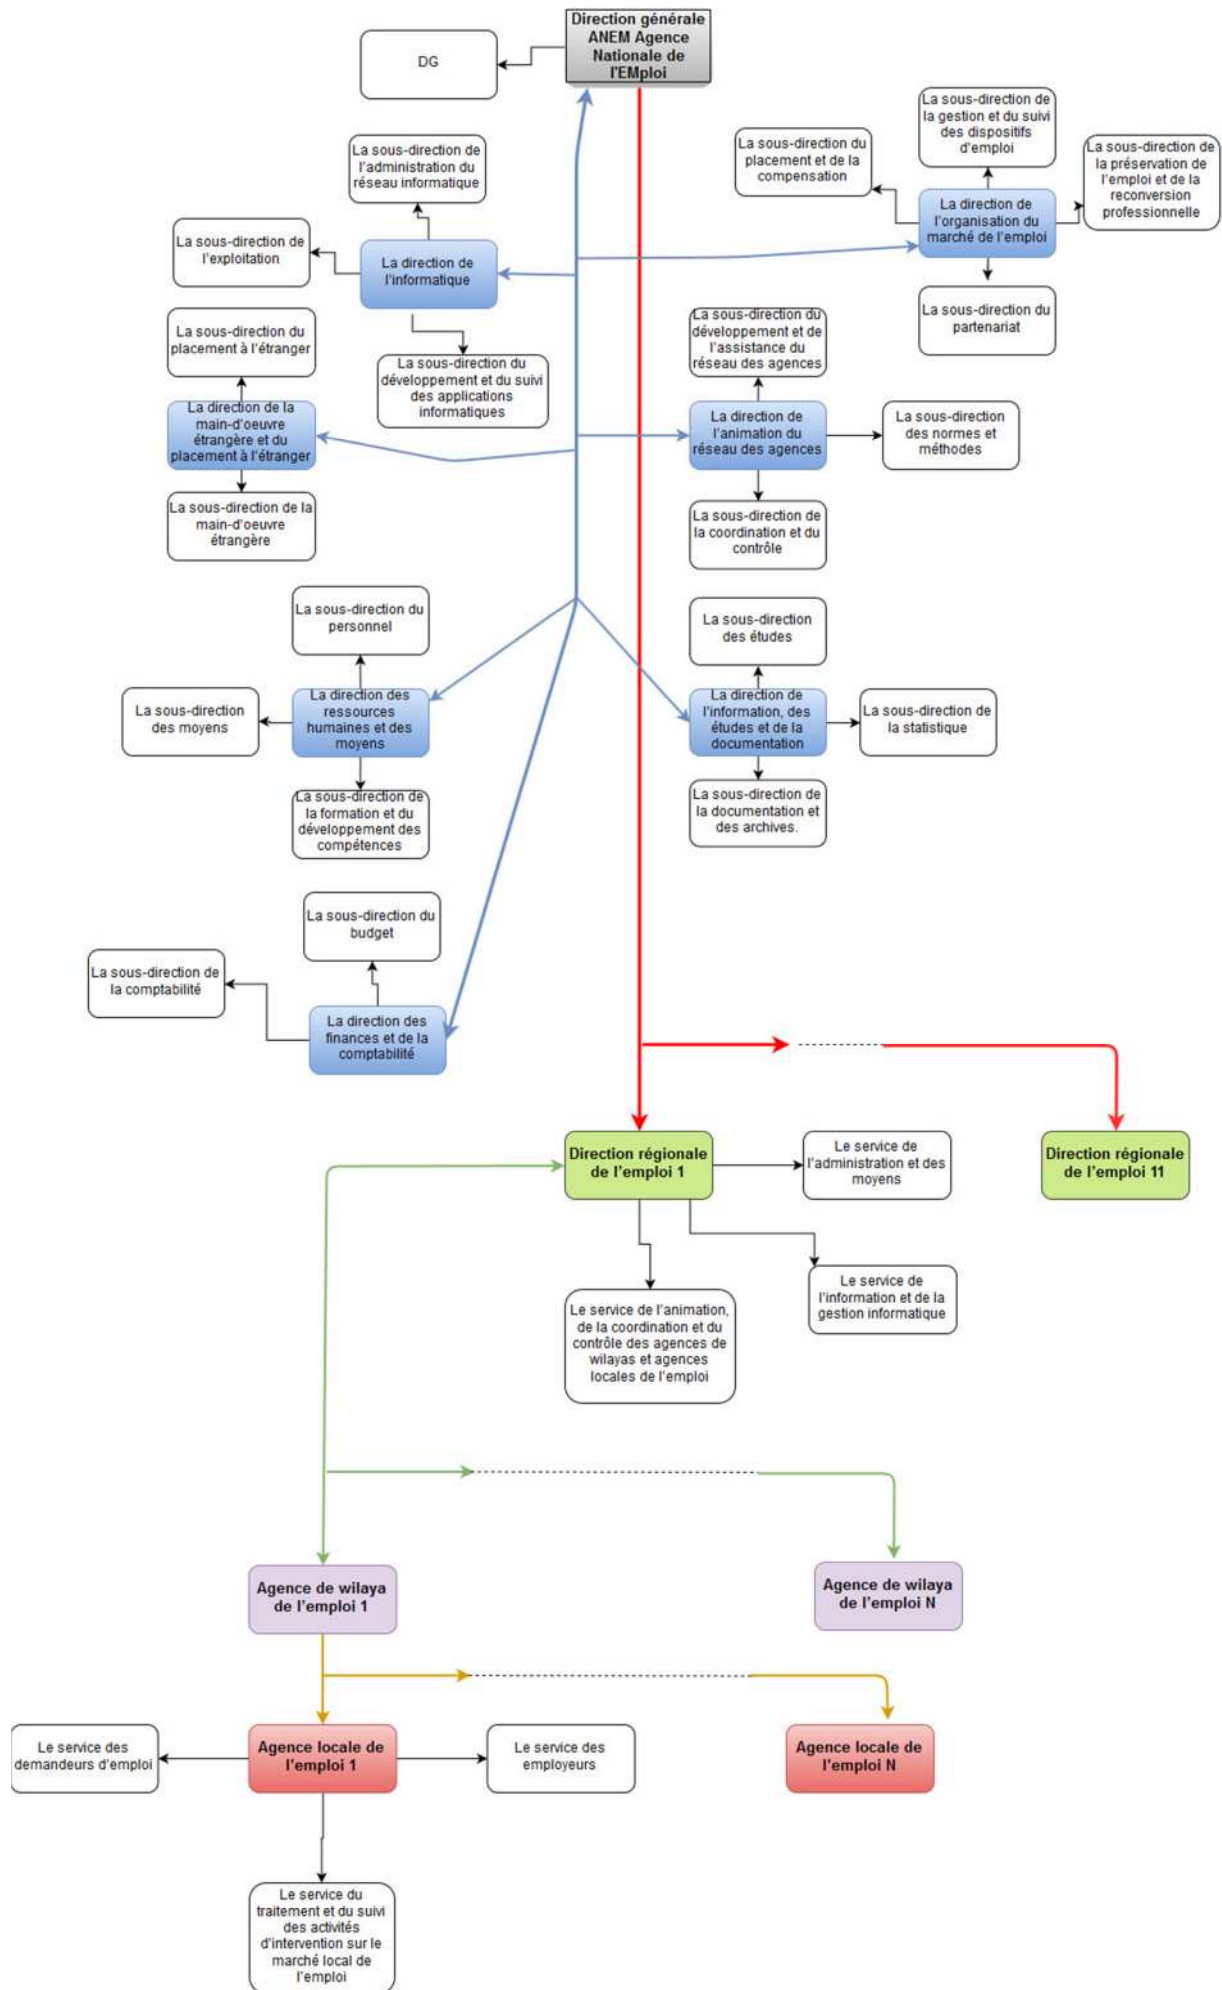 Direction générale
ANEM Agence
Nationale de
l'EMploi
DG
La sous-direction de
l'administration du
réseau informatique
La sous-direction de
l'exploitation
La direction de
l'informatique
La sous-direction du
développement et du suivi
des applications
informatiques
La sous-direction du
placement et de la
compensation
La sous-direction de
la gestion et du suivi
des dispositifs
d'emploi
La sous-direction de
la préservation de
l'emploi et de la
reconversion
professionnelle
La direction de
l'organisation du
marché de l'emploi
La sous-direction du
partenariat
La sous-direction du
placement à l'étranger
La direction de la
main-d'oeuvre
étrangère et du
placement à l'étranger
La sous-direction de la
main-d'oeuvre
étrangère
La sous-direction du
développement et de
l'assistance du
réseau des agences
La direction de
l'animation du
réseau des agences
La sous-direction
des normes et
méthodes
La sous-direction de
la coordination et du
contrôle
La sous-direction du
personnel
La sous-direction
des moyens
La direction des
ressources
humaines et des
moyens
La sous-direction de
la formation et du
développement des
compétences
La sous-direction
des études
La direction de
l'information, des
études et de la
documentation
La sous-direction de
la statistique
La sous-direction de
la documentation et
des archives.
La sous-direction du
budget
La sous-direction de
la comptabilité
La direction des
finances et de la
comptabilité
Direction régionale
de l'emploi 1
Le service de
l'administration et des
moyens
Direction régionale
de l'emploi 11
Le service de
l'information et de la
gestion informatique
Le service de l'animation,
de la coordination et du
contrôle des agences de
wilayas et agences
locales de l'emploi
Agence de wilaya
de l'emploi 1
Agence de wilaya
de l'emploi N
Le service des
demandeurs d'emploi
Agence locale de
l'emploi 1
Le service des
employeurs
Agence locale de
l'emploi N
Le service du
traitement et du suivi
des activités
d'intervention sur le
marché local de
l'emploi